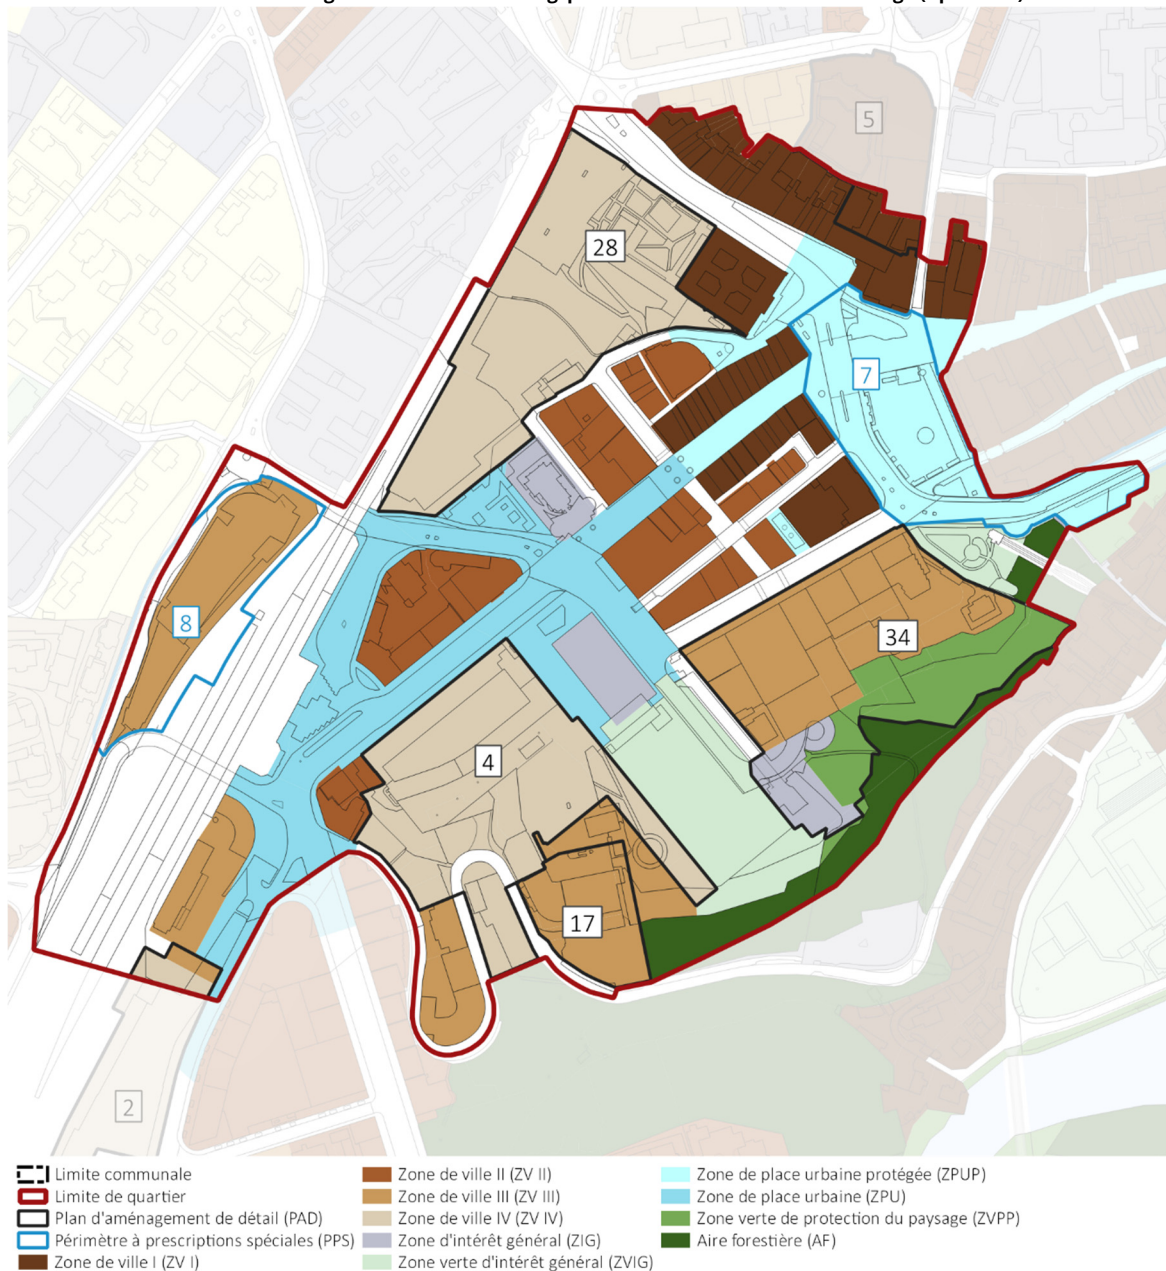 5
28
7
8
34
4
17
2
Limite communale
Limite de quartier
Plan d'aménagement de détail (PAD)
Périmètre à prescriptions spéciales (PPS)
Zone de ville I (ZV I)
Zone de ville II (ZV II)
Zone de ville III (ZV III)
Zone de ville IV (ZV IV)
Zone d'intérêt général (ZIG)
Zone verte d'intérêt général (ZVIG)
Zone de place urbaine protégée (ZPUP)
Zone de place urbaine (ZPU)
Zone verte de protection du paysage (ZVPP)
Aire forestière (AF)